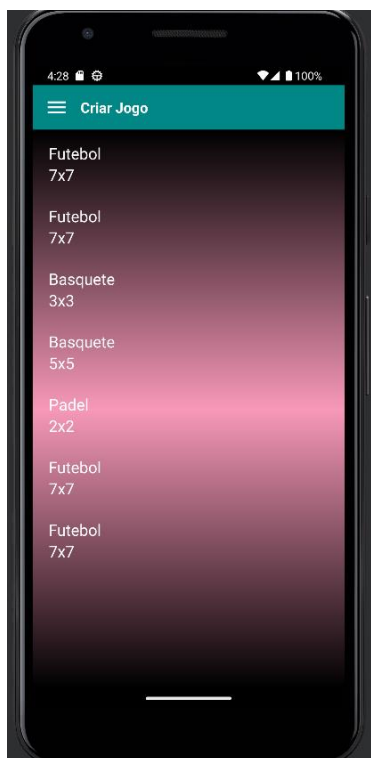 4:28
100%
Criar Jogo
Futebol
7x7
Futebol
7x7
Basquete
3x3
Basquete
5x5
Padel
2x2
Futebol
7x7
Futebol
7x7